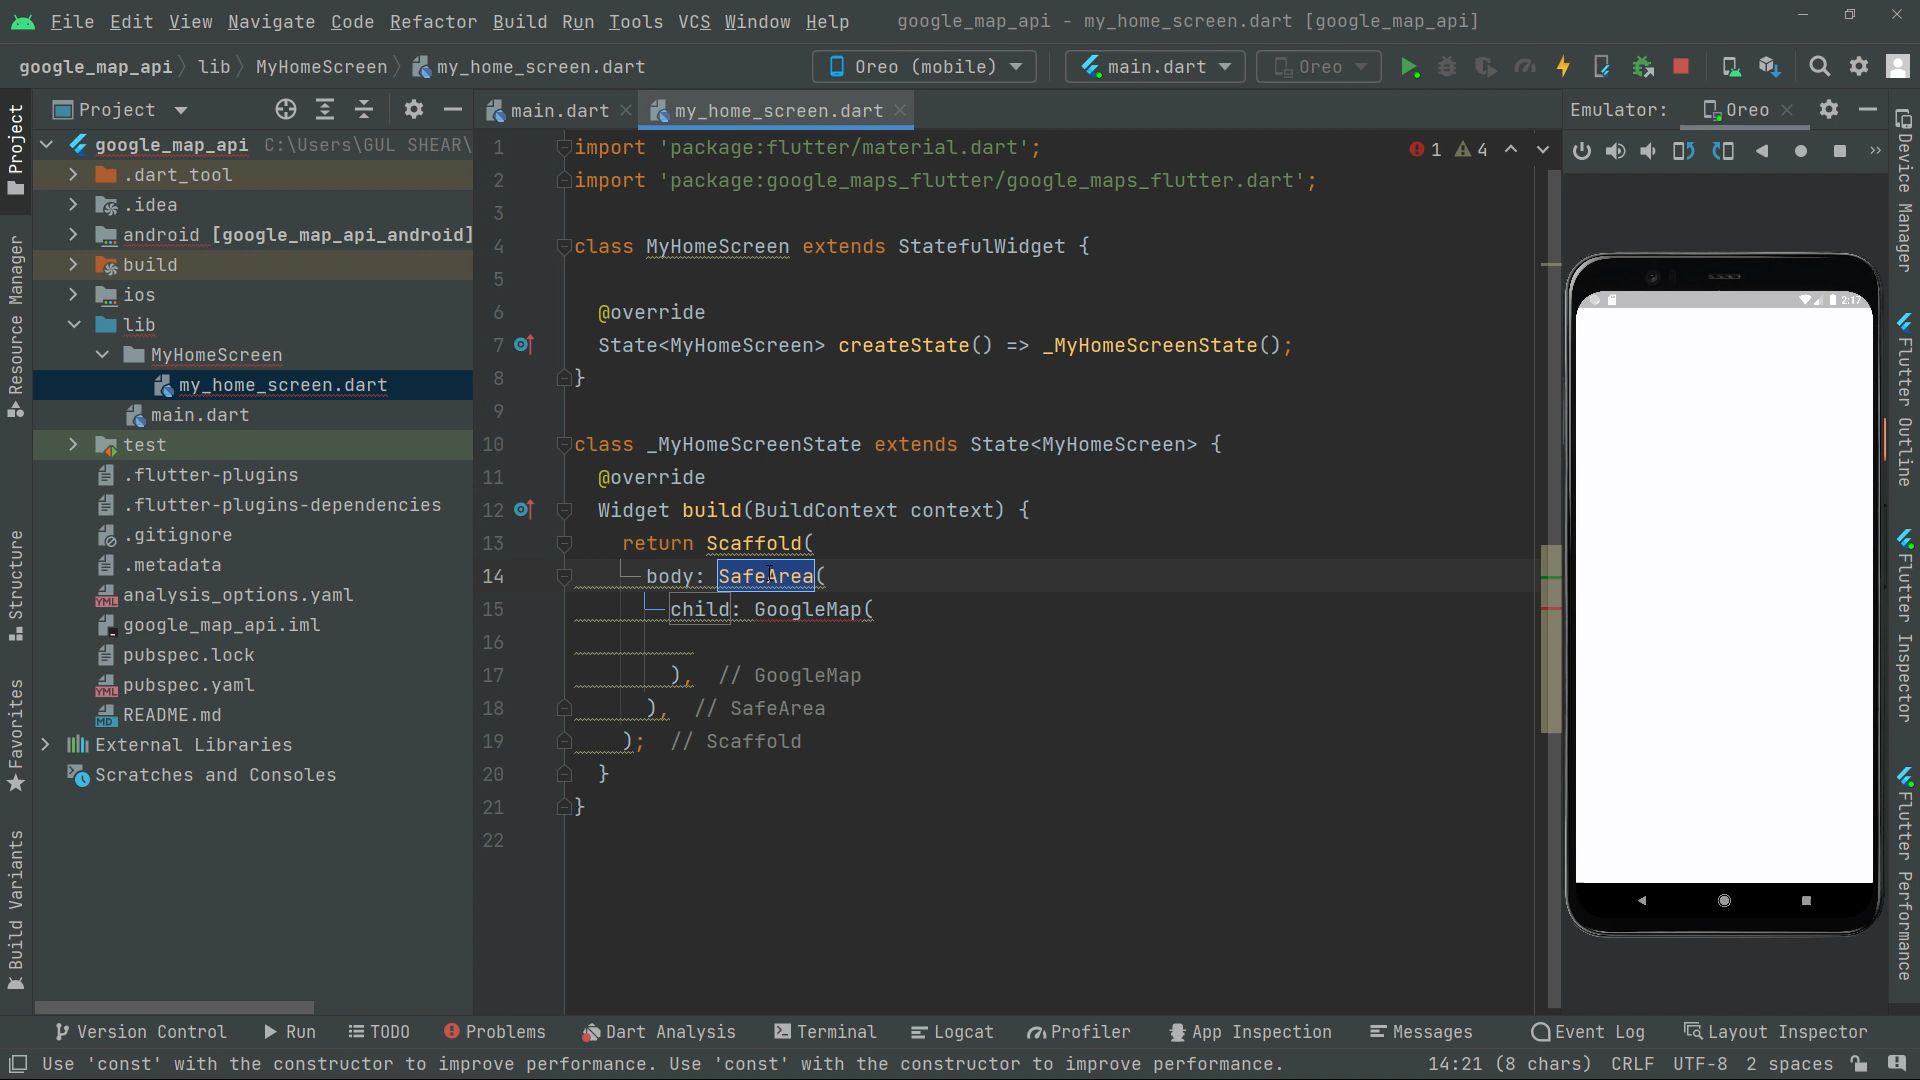 File Edit View Navigate Code Refactor Build Run Tools VCS Window Help google_map_api - my_home_screen.dart [google_map_api]
google_map_api lib MyHomeScreen my_home_screen.dart Oreo (mobile) main.dart Oreo
Project
main.dart my_home_screen.dart
Emulator: Oreo
google_map_api C:\Users\GUL SHEAR\
.dart_tool
.idea
android [google_map_api_android]
build
ios
lib
MyHomeScreen
my_home_screen.dart
main.dart
test
.flutter-plugins
.flutter-plugins-dependencies
.gitignore
.metadata
analysis_options.yaml
google_map_api.iml
pubspec.lock
pubspec.yaml
README.md
External Libraries
Scratches and Consoles
1 import 'package:flutter/material.dart';
1 4
2 import 'package:google_maps_flutter/google_maps_flutter.dart';
3
4 class MyHomeScreen extends StatefulWidget {
5
6 @override
7 State<MyHomeScreen> createState() => _MyHomeScreenState();
8 }
9
10 class _MyHomeScreenState extends State<MyHomeScreen> {
11 @override
12 Widget build(BuildContext context) {
13 return Scaffold(
14 body: SafeArea(
15 child: GoogleMap(
16
17 ), // GoogleMap
18 ), // SafeArea
19 ); // Scaffold
20 }
21 }
22
2:17
Project
Resource Manager
Structure
Favorites
Build Variants
Device Manager
Flutter Outline
Flutter Inspector
Flutter Performance
Version Control Run TODO Problems Dart Analysis Terminal Logcat Profiler App Inspection Messages Event Log Layout Inspector
Use 'const' with the constructor to improve performance. Use 'const' with the constructor to improve performance. 14:21 (8 chars) CRLF UTF-8 2 spaces